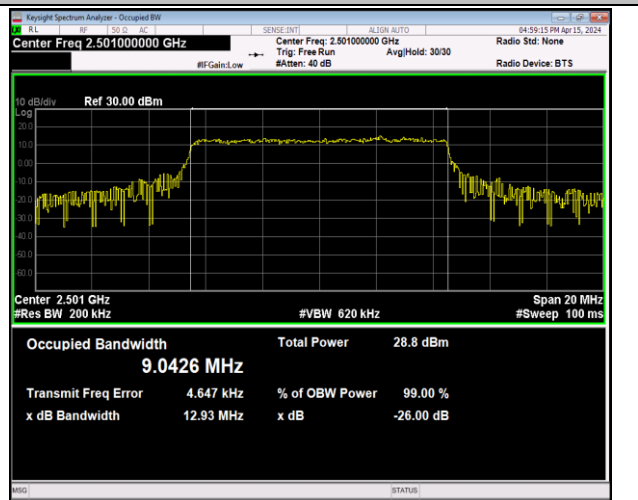 Keysight Spectrum Analyzer - Occupied BW
RL RF 50 Ω AC SENSE:INT ALIGN AUTO 04:59:15 PM Apr 15, 2024
Center Freq 2.501000000 GHz Center Freq: 2.501000000 GHz Radio Std: None
Trig: Free Run Avg|Hold: 30/30
#IFGain:Low #Atten: 40 dB Radio Device: BTS
10 dB/div Ref 30.00 dBm
Log
20.0
10.0
0.00
-10.0
-20.0
-30.0
-40.0
-50.0
-60.0
Center 2.501 GHz Span 20 MHz
#Res BW 200 kHz #VBW 620 kHz #Sweep 100 ms
Occupied Bandwidth Total Power 28.8 dBm
9.0426 MHz
Transmit Freq Error 4.647 kHz % of OBW Power 99.00 %
x dB Bandwidth 12.93 MHz x dB -26.00 dB
MSG STATUS